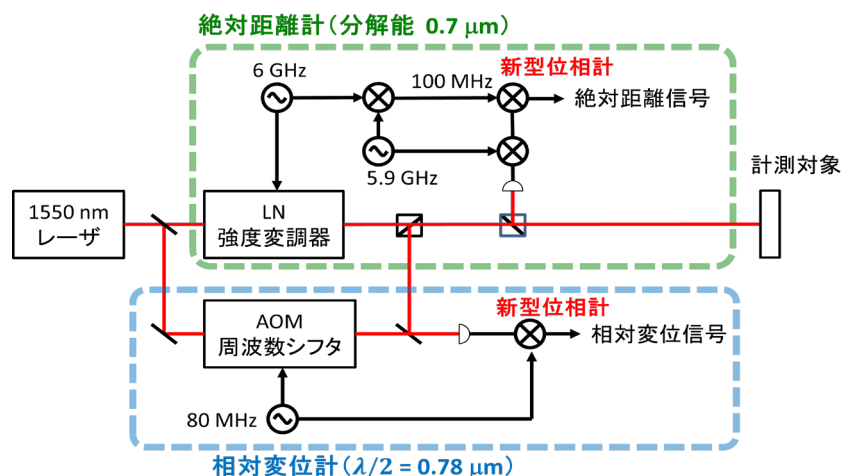 絶対距離計(分解能 0.7 μm)
6 GHz
100 MHz
新型位相計
絶対距離信号
5.9 GHz
計測対象
1550 nm
レーザ
LN
強度変調器
新型位相計
AOM
周波数シフタ
相対変位信号
80 MHz
相対変位計(λ/2 = 0.78 μm)